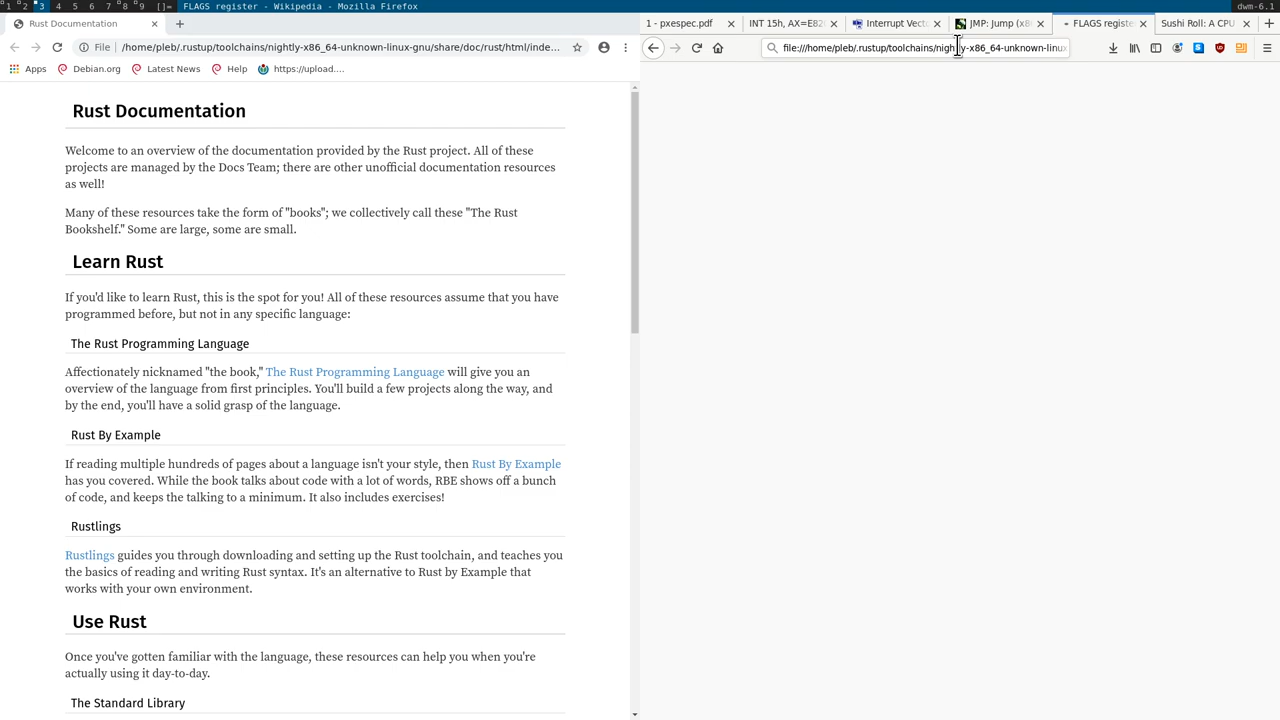 1 2 3 4 5 6 7 8 9 []= FLAGS register - Wikipedia - Mozilla Firefox dwm-6.1
Rust Documentation
1 - pxespec.pdf INT 15h, AX=E82 Interrupt Vect JMP: Jump (x8 FLAGS registe Sushi Roll: A CPU
File /home/pleb/.rustup/toolchains/nightly-x86_64-unknown-linux-gnu/share/doc/rust/html/inde...
file:///home/pleb/.rustup/toolchains/nightly-x86_64-unknown-linux
Apps Debian.org Latest News Help https://upload....
Rust Documentation
Welcome to an overview of the documentation provided by the Rust project. All of these
projects are managed by the Docs Team; there are other unofficial documentation resources
as well!
Many of these resources take the form of "books"; we collectively call these "The Rust
Bookshelf." Some are large, some are small.
Learn Rust
If you'd like to learn Rust, this is the spot for you! All of these resources assume that you have
programmed before, but not in any specific language:
The Rust Programming Language
Affectionately nicknamed "the book," The Rust Programming Language will give you an
overview of the language from first principles. You'll build a few projects along the way, and
by the end, you'll have a solid grasp of the language.
Rust By Example
If reading multiple hundreds of pages about a language isn't your style, then Rust By Example
has you covered. While the book talks about code with a lot of words, RBE shows off a bunch
of code, and keeps the talking to a minimum. It also includes exercises!
Rustlings
Rustlings guides you through downloading and setting up the Rust toolchain, and teaches you
the basics of reading and writing Rust syntax. It's an alternative to Rust by Example that
works with your own environment.
Use Rust
Once you've gotten familiar with the language, these resources can help you when you're
actually using it day-to-day.
The Standard Library